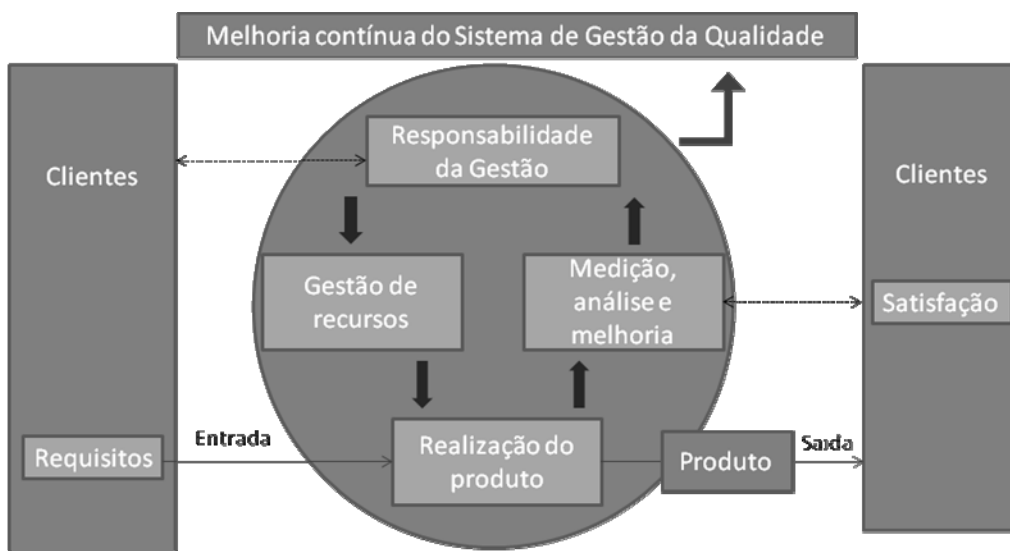 Melhoria contínua do Sistema de Gestão da Qualidade
Clientes
Responsabilidade
da Gestão
Clientes
Gestão de
recursos
Medição,
análise e
melhoria
Satisfação
Requisitos
Entrada
Realização do
produto
Produto
Saxda